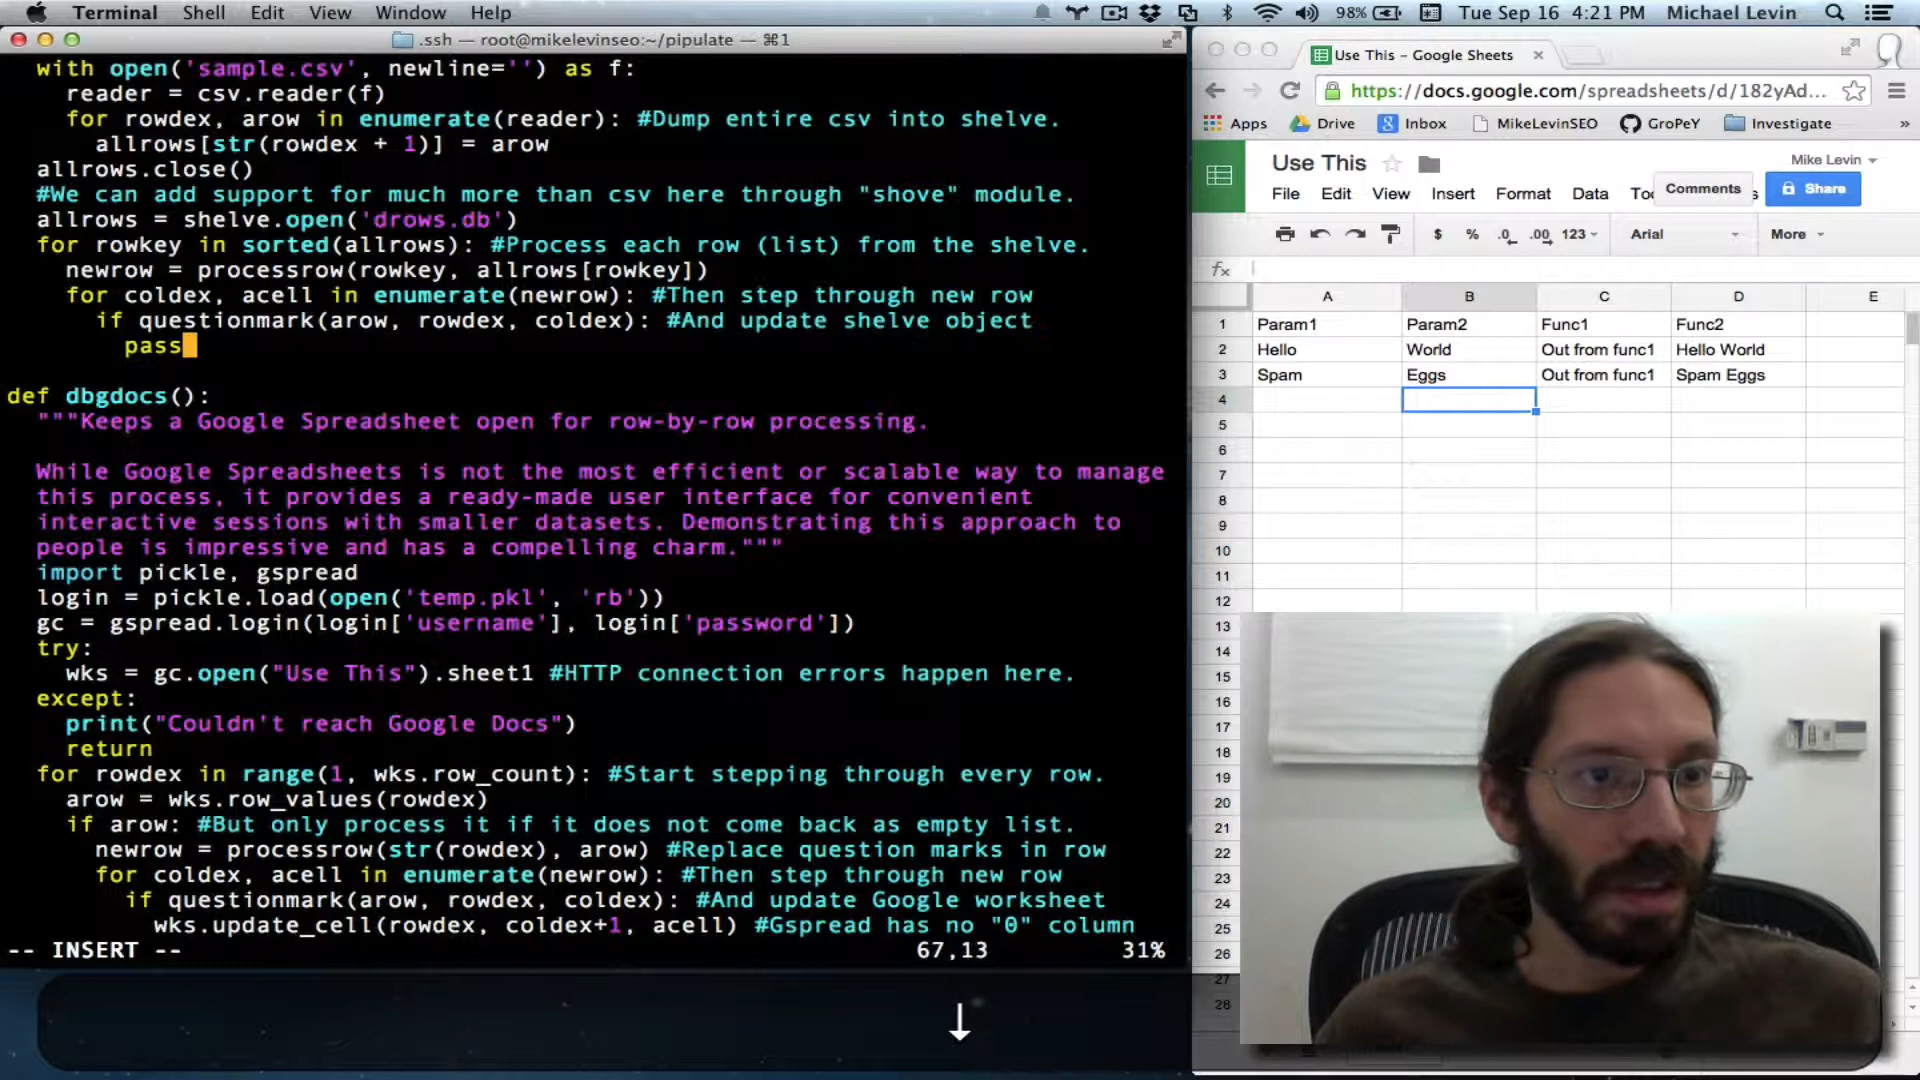 Terminal Shell Edit View Window Help 98% Tue Sep 16 4:21 PM Michael Levin
.ssh — root@mikelevinseo:~/pipulate — ⌘1
with open('sample.csv', newline='') as f:
reader = csv.reader(f)
for rowdex, arow in enumerate(reader): #Dump entire csv into shelve.
allrows[str(rowdex + 1)] = arow
allrows.close()
#We can add support for much more than csv here through "shove" module.
allrows = shelve.open('drows.db')
for rowkey in sorted(allrows): #Process each row (list) from the shelve.
newrow = processrow(rowkey, allrows[rowkey])
for coldex, acell in enumerate(newrow): #Then step through new row
if questionmark(arow, rowdex, coldex): #And update shelve object
pass
def dbgdocs():
"""Keeps a Google Spreadsheet open for row-by-row processing.
While Google Spreadsheets is not the most efficient or scalable way to manage
this process, it provides a ready-made user interface for convenient
interactive sessions with smaller datasets. Demonstrating this approach to
people is impressive and has a compelling charm."""
import pickle, gspread
login = pickle.load(open('temp.pkl', 'rb'))
gc = gspread.login(login['username'], login['password'])
try:
wks = gc.open("Use This").sheet1 #HTTP connection errors happen here.
except:
print("Couldn't reach Google Docs")
return
for rowdex in range(1, wks.row_count): #Start stepping through every row.
arow = wks.row_values(rowdex)
if arow: #But only process it if it does not come back as empty list.
newrow = processrow(str(rowdex), arow) #Replace question marks in row
for coldex, acell in enumerate(newrow): #Then step through new row
if questionmark(arow, rowdex, coldex): #And update Google worksheet
wks.update_cell(rowdex, coldex+1, acell) #Gspread has no "0" column
-- INSERT -- 67,13 31%
Use This - Google Sheets
https://docs.google.com/spreadsheets/d/182yAd...
Apps Drive Inbox MikeLevinSEO GroPeY Investigate »
Use This
Mike Levin
File Edit View Insert Format Data Comments Share
$ % .0 .00 123 Arial More
fx
A B C D E
1 Param1 Param2 Func1 Func2
2 Hello World Out from func1 Hello World
3 Spam Eggs Out from func1 Spam Eggs
4
5
6
7
8
9
10
11
12
13
14
15
16
17
18
19
20
21
22
23
24
25
26
27
28